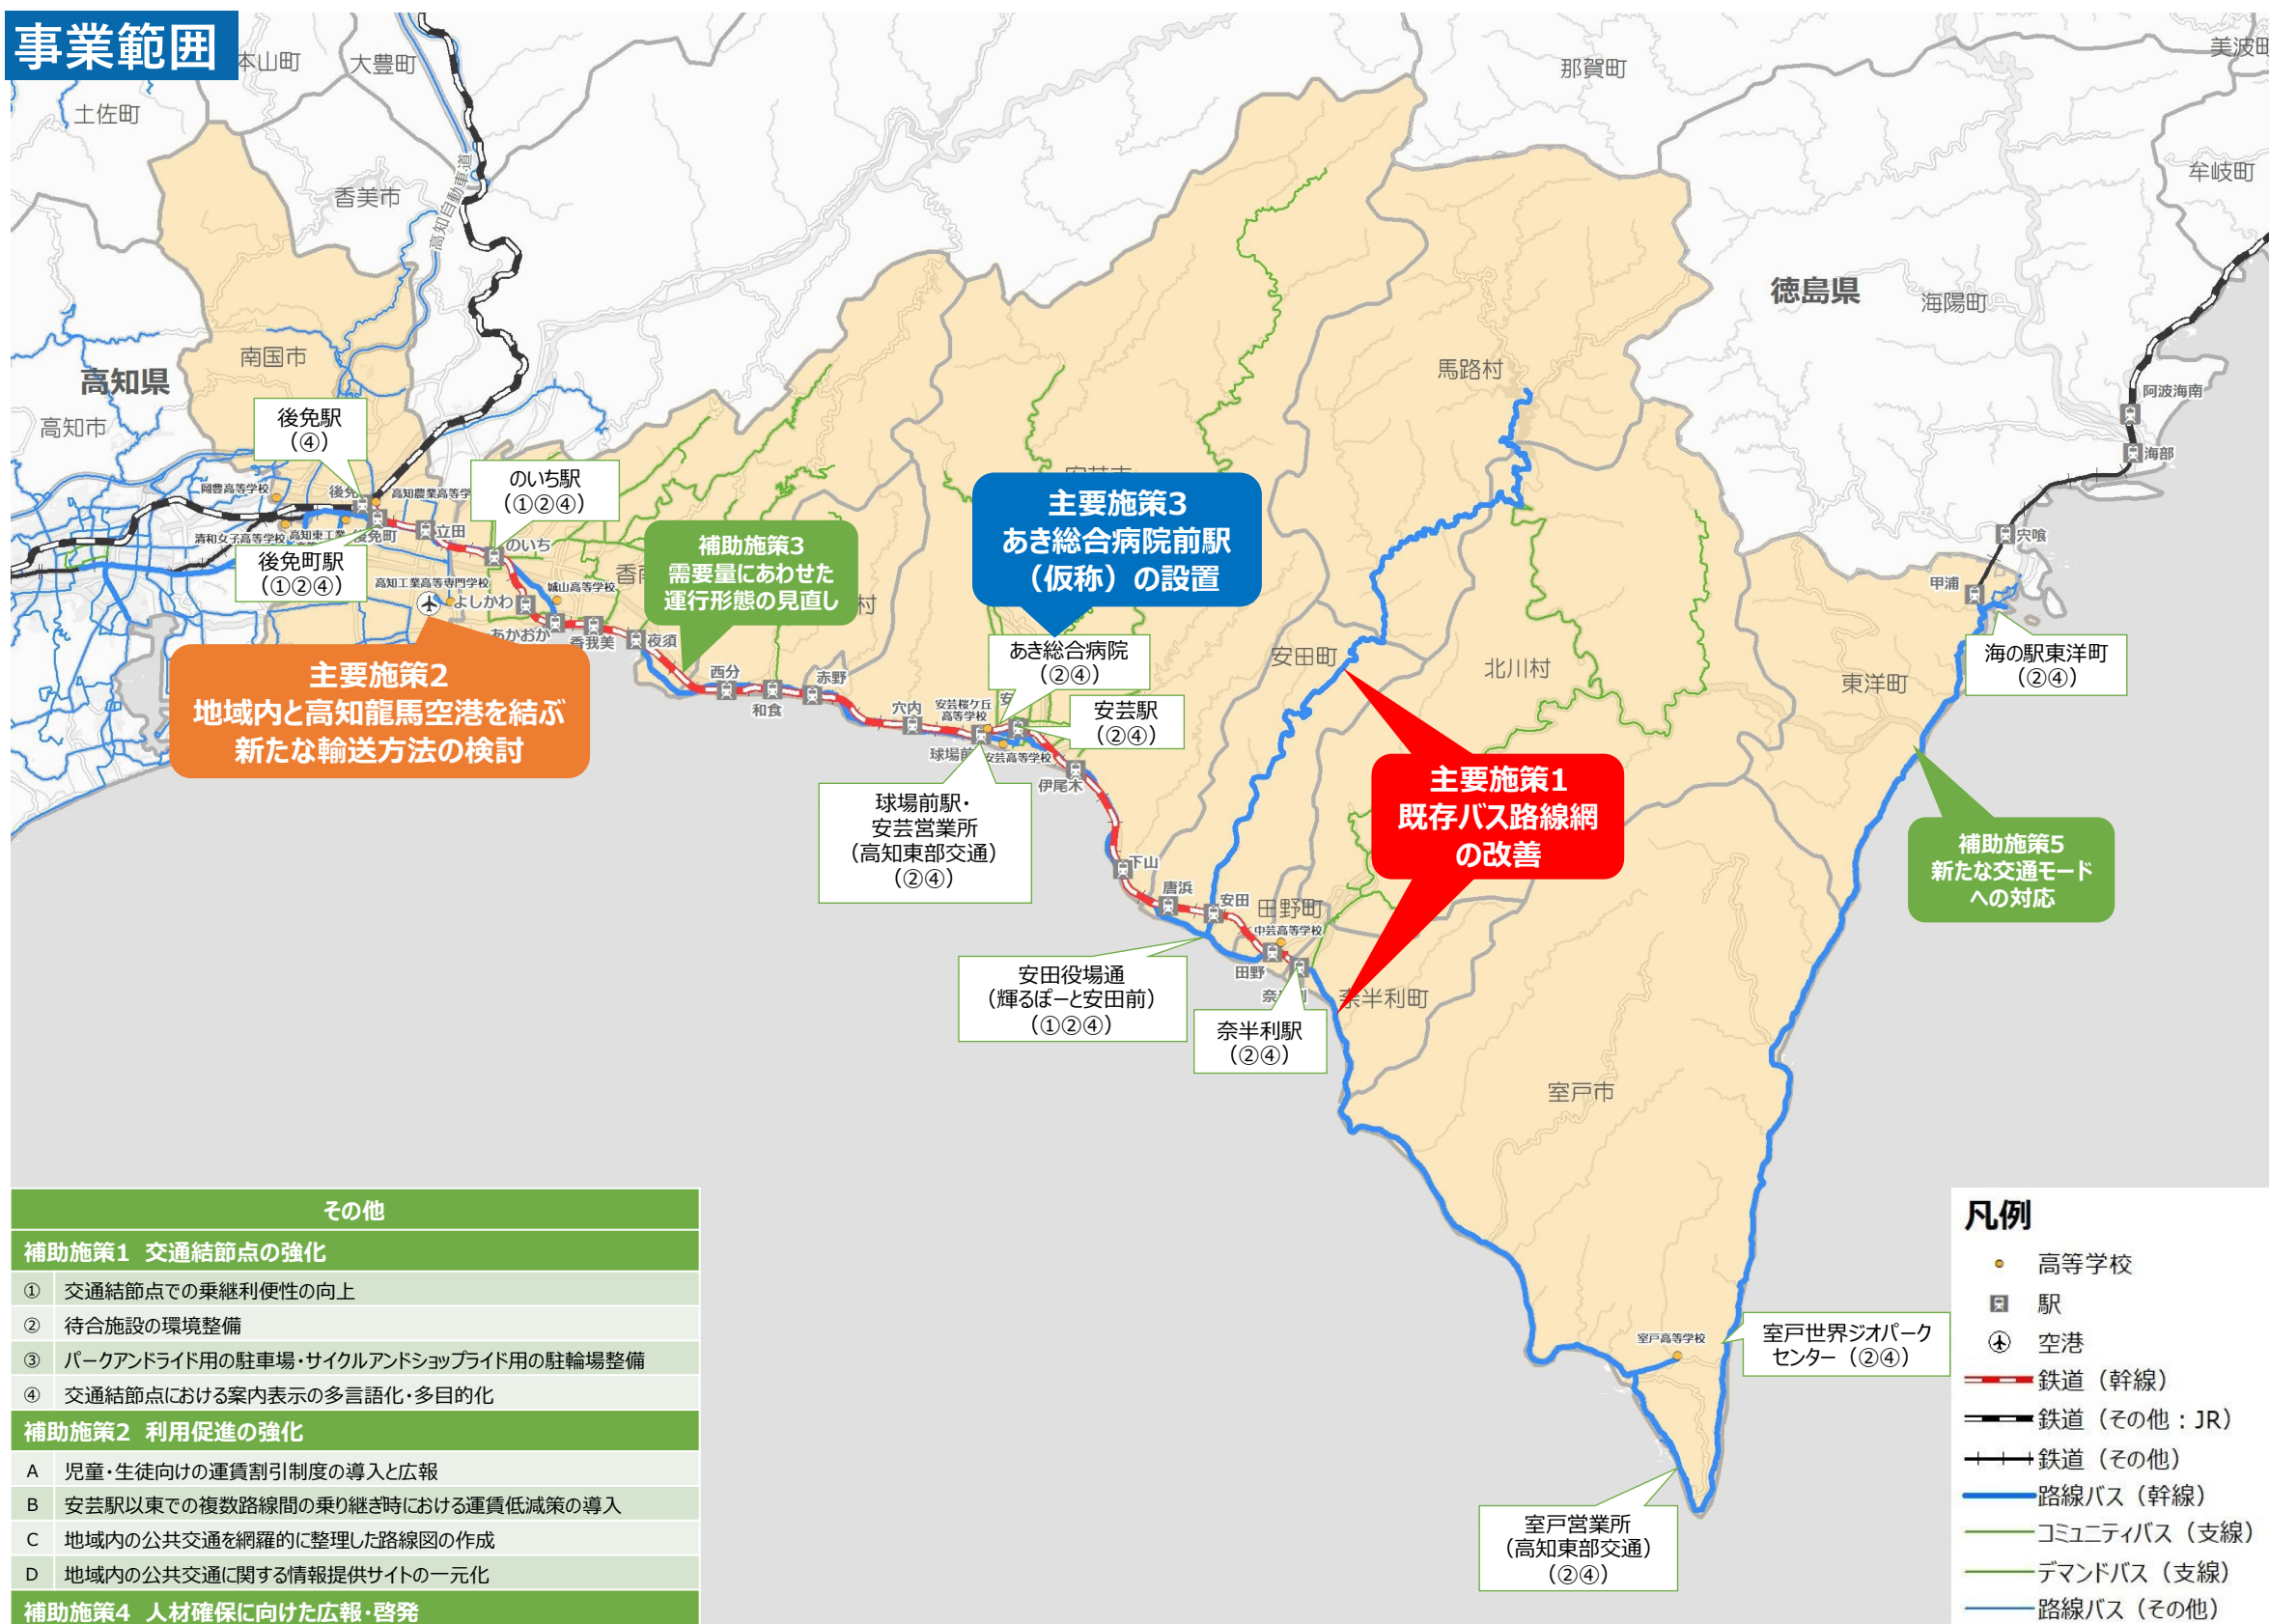 事業範囲
本山町
大豊町
土佐町
香美市
高知自動車道
那賀町
美波町
牟岐町
徳島県
海陽町
阿波海南
海部
宍喰
甲浦
南国市
高知県
高知市
馬路村
後免駅
（④）
のいち駅
（①②④）
岡豊高等学校
高知農業高等学
清和女子高等学校
高知東工業
後免町
立田
のいち
後免町駅
（①②④）
高知工業高等専門学校
城山高等学校
よしかわ
あかおか
香我美
夜須
補助施策3
需要量にあわせた
運行形態の見直し
村
主要施策3
あき総合病院前駅
（仮称）の設置
主要施策2
地域内と高知龍馬空港を結ぶ
新たな輸送方法の検討
西分
和食
赤野
穴内
安芸桜ケ丘
高等学校
あき総合病院
（②④）
安芸駅
（②④）
球場前
安芸高等学校
伊尾木
安田町
北川村
東洋町
海の駅東洋町
（②④）
球場前駅・
安芸営業所
（高知東部交通）
（②④）
主要施策1
既存バス路線網
の改善
補助施策5
新たな交通モード
への対応
下山
唐浜
安田
田野町
中芸高等学校
田野
奈半利町
安田役場通
（輝るぽーと安田前）
（①②④）
奈半利駅
（②④）
室戸市
室戸高等学校
室戸世界ジオパーク
センター（②④）
室戸営業所
（高知東部交通）
（②④）
その他
補助施策1 交通結節点の強化
① 交通結節点での乗継利便性の向上
② 待合施設の環境整備
③ パークアンドライド用の駐車場・サイクルアンドショップライド用の駐輪場整備
④ 交通結節点における案内表示の多言語化・多目的化
補助施策2 利用促進の強化
A 児童・生徒向けの運賃割引制度の導入と広報
B 安芸駅以東での複数路線間の乗り継ぎ時における運賃低減策の導入
C 地域内の公共交通を網羅的に整理した路線図の作成
D 地域内の公共交通に関する情報提供サイトの一元化
補助施策4 人材確保に向けた広報・啓発
凡例
高等学校
駅
空港
鉄道（幹線）
鉄道（その他：JR）
鉄道（その他）
路線バス（幹線）
コミュニティバス（支線）
デマンドバス（支線）
路線バス（その他）